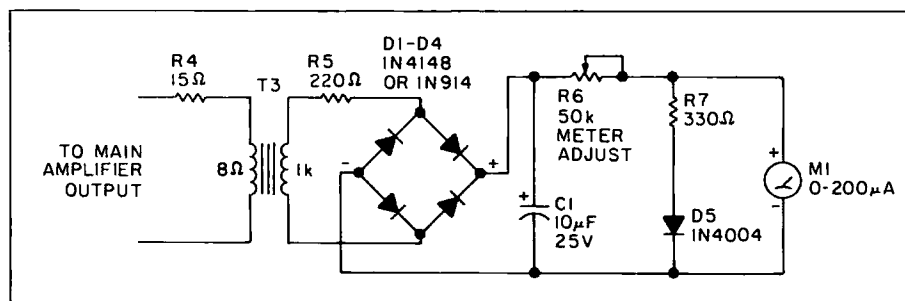 R4
15Ω
T3
R5
220Ω
D1-D4
1N4148
OR 1N914
TO MAIN
AMPLIFIER
OUTPUT
8Ω
1k
-
+
+
C1
10μF
25V
R6
50k
METER
ADJUST
R7
330Ω
D5
1N4004
+
M1
0-200μA
-